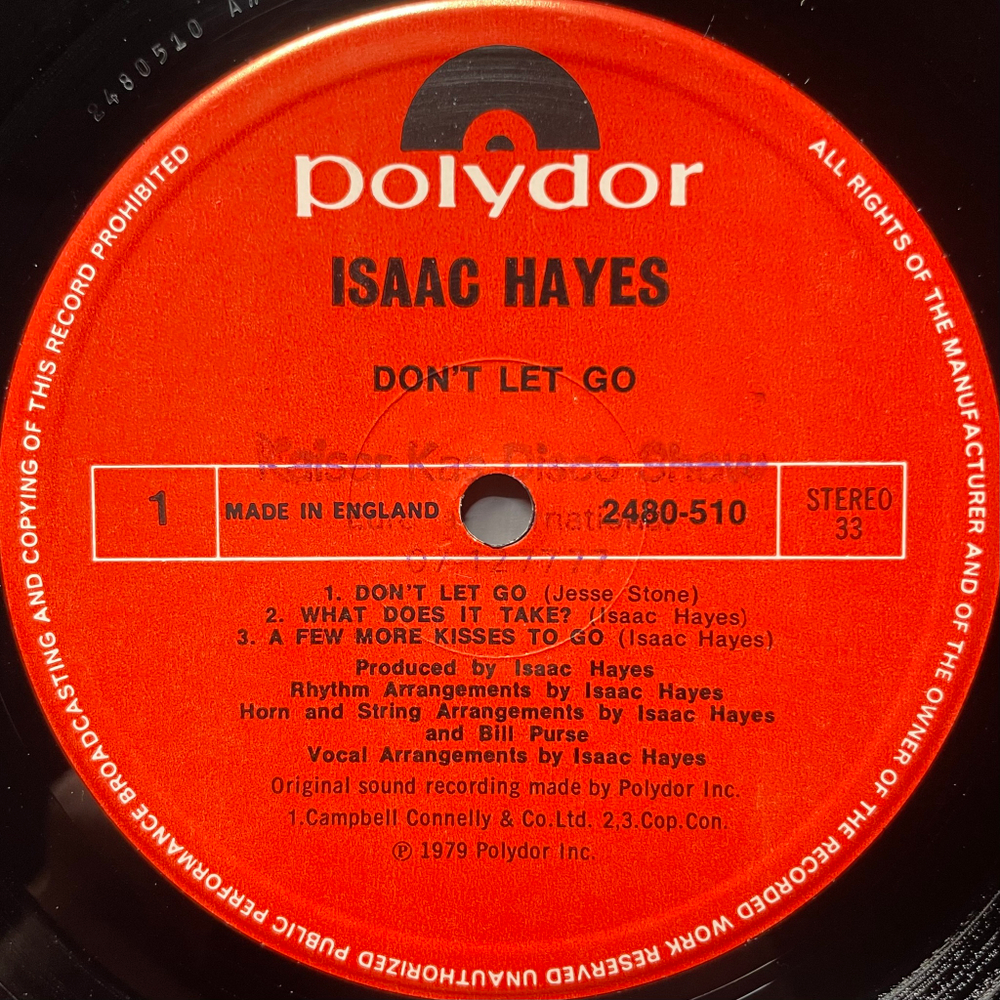 2480510
polydor
ISAAC HAYES
DON'T LET GO
Kaiser Kas Disco Show
1
MADE IN ENGLAND
2480-510
STEREO
33
1. DON'T LET GO (Jesse Stone)
2. WHAT DOES IT TAKE? (Isaac Hayes)
3. A FEW MORE KISSES TO GO (Isaac Hayes)
Produced by Isaac Hayes
Rhythm Arrangements by Isaac Hayes
Horn and String Arrangements by Isaac Hayes
and Bill Purse
Vocal Arrangements by Isaac Hayes
Original sound recording made by Polydor Inc.
1.Campbell Connelly & Co.Ltd. 2,3.Cop.Con.
℗ 1979 Polydor Inc.
ALL RIGHTS OF THE MANUFACTURER AND OF THE OWNER OF THE RECORDED WORK RESERVED UNAUTHORIZED PUBLIC PERFORMANCE BROADCASTING AND COPYING OF THIS RECORD PROHIBITED